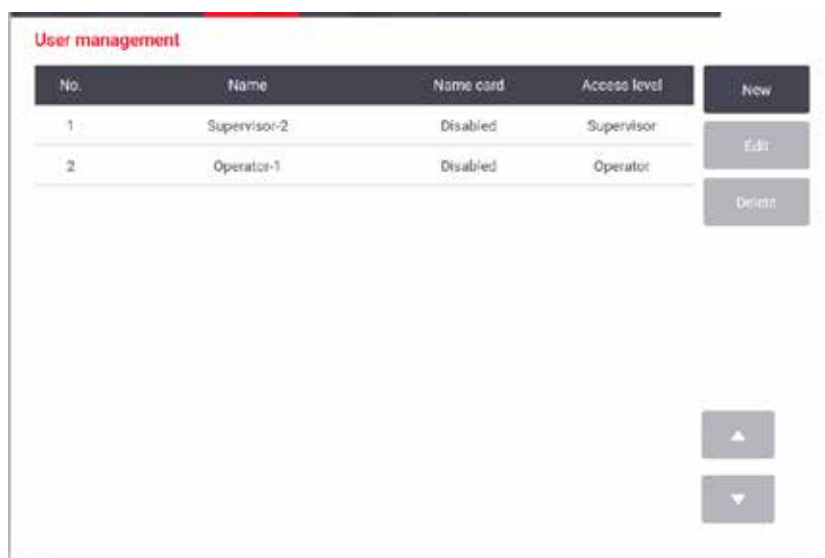 User management
No. Name Name card Access level New
1 Supervisor-2 Disabled Supervisor
Edit
2 Operator-1 Disabled Operator
Delete